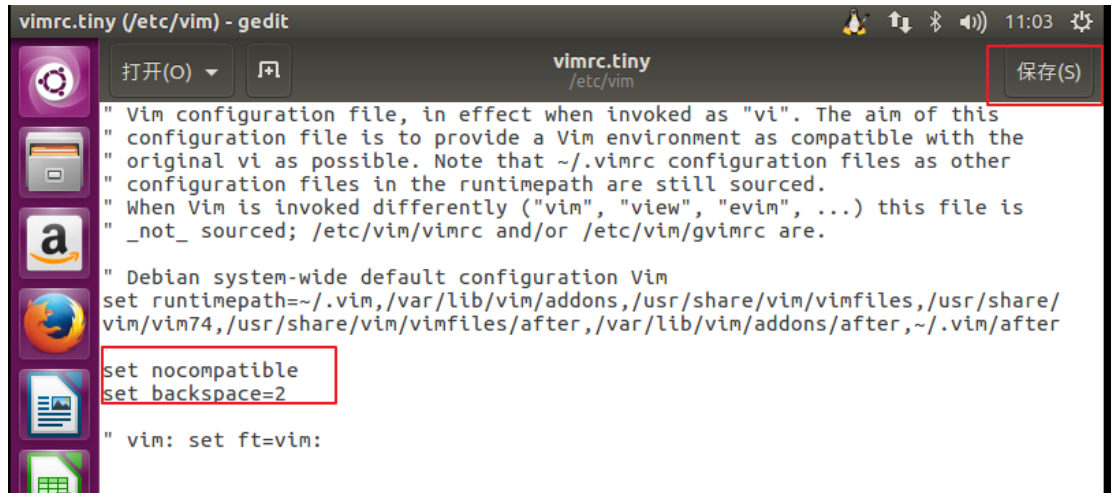 vimrc.tiny (/etc/vim) - gedit
11:03
打开(O)
vimrc.tiny
/etc/vim
保存(S)
" Vim configuration file, in effect when invoked as "vi". The aim of this
" configuration file is to provide a Vim environment as compatible with the
" original vi as possible. Note that ~/.vimrc configuration files as other
" configuration files in the runtimepath are still sourced.
" When Vim is invoked differently ("vim", "view", "evim", ...) this file is
" _not_ sourced; /etc/vim/vimrc and/or /etc/vim/gvimrc are.
" Debian system-wide default configuration Vim
set runtimepath=~/.vim,/var/lib/vim/addons,/usr/share/vim/vimfiles,/usr/share/
vim/vim74,/usr/share/vim/vimfiles/after,/var/lib/vim/addons/after,~/.vim/after
set nocompatible
set backspace=2
" vim: set ft=vim: